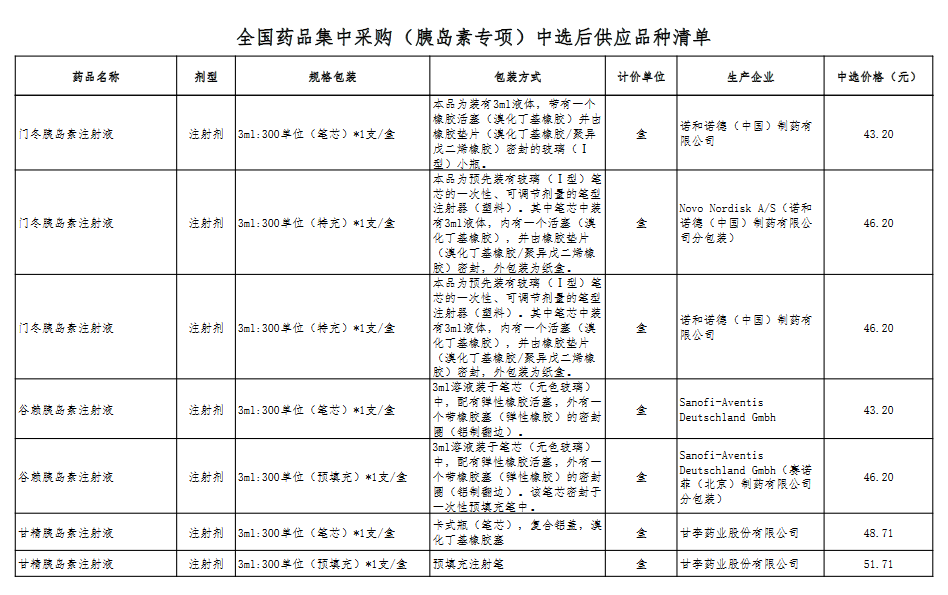 全国药品集中采购（胰岛素专项）中选后供应品种清单
药品名称 剂型 规格包装 包装方式 计价单位 生产企业 中选价格（元）
门冬胰岛素注射液 注射剂 3ml:300单位（笔芯）*1支/盒
本品为装有3ml液体，带有一个
橡胶活塞（溴化丁基橡胶）并由
橡胶垫片（溴化丁基橡胶/聚异
戊二烯橡胶）密封的玻璃（Ⅰ
型）小瓶。
盒
诺和诺德（中国）制药有
限公司
43.20
门冬胰岛素注射液 注射剂 3ml:300单位（特充）*1支/盒
本品为预先装有玻璃（Ⅰ型）笔
芯的一次性、可调节剂量的笔型
注射器（塑料）。其中笔芯中装
有3ml液体，内有一个活塞（溴
化丁基橡胶），并由橡胶垫片
（溴化丁基橡胶/聚异戊二烯橡
胶）密封，外包装为纸盒。
盒
Novo Nordisk A/S（诺和
诺德（中国）制药有限公
司分包装）
46.20
门冬胰岛素注射液 注射剂 3ml:300单位（特充）*1支/盒
本品为预先装有玻璃（Ⅰ型）笔
芯的一次性、可调节剂量的笔型
注射器（塑料）。其中笔芯中装
有3ml液体，内有一个活塞（溴
化丁基橡胶），并由橡胶垫片
（溴化丁基橡胶/聚异戊二烯橡
胶）密封，外包装为纸盒。
盒
诺和诺德（中国）制药有
限公司
46.20
谷赖胰岛素注射液 注射剂 3ml:300单位（笔芯）*1支/盒
3ml溶液装于笔芯（无色玻璃）
中，配有弹性橡胶活塞，外有一
个带橡胶塞（弹性橡胶）的密封
圈（铝制翻边）。
盒
Sanofi-Aventis
Deutschland Gmbh
43.20
谷赖胰岛素注射液 注射剂 3ml:300单位（预填充）*1支/盒
3ml溶液装于笔芯（无色玻璃）
中，配有弹性橡胶活塞，外有一
个带橡胶塞（弹性橡胶）的密封
圈（铝制翻边）。该笔芯密封于
一次性预填充笔中。
盒
Sanofi-Aventis
Deutschland Gmbh（赛诺
菲（北京）制药有限公司
分包装）
46.20
甘精胰岛素注射液 注射剂 3ml:300单位（笔芯）*1支/盒
卡式瓶（笔芯），复合铝盖，溴
化丁基橡胶塞
盒
甘李药业股份有限公司
48.71
甘精胰岛素注射液 注射剂 3ml:300单位（预填充）*1支/盒 预填充注射笔 盒 甘李药业股份有限公司 51.71